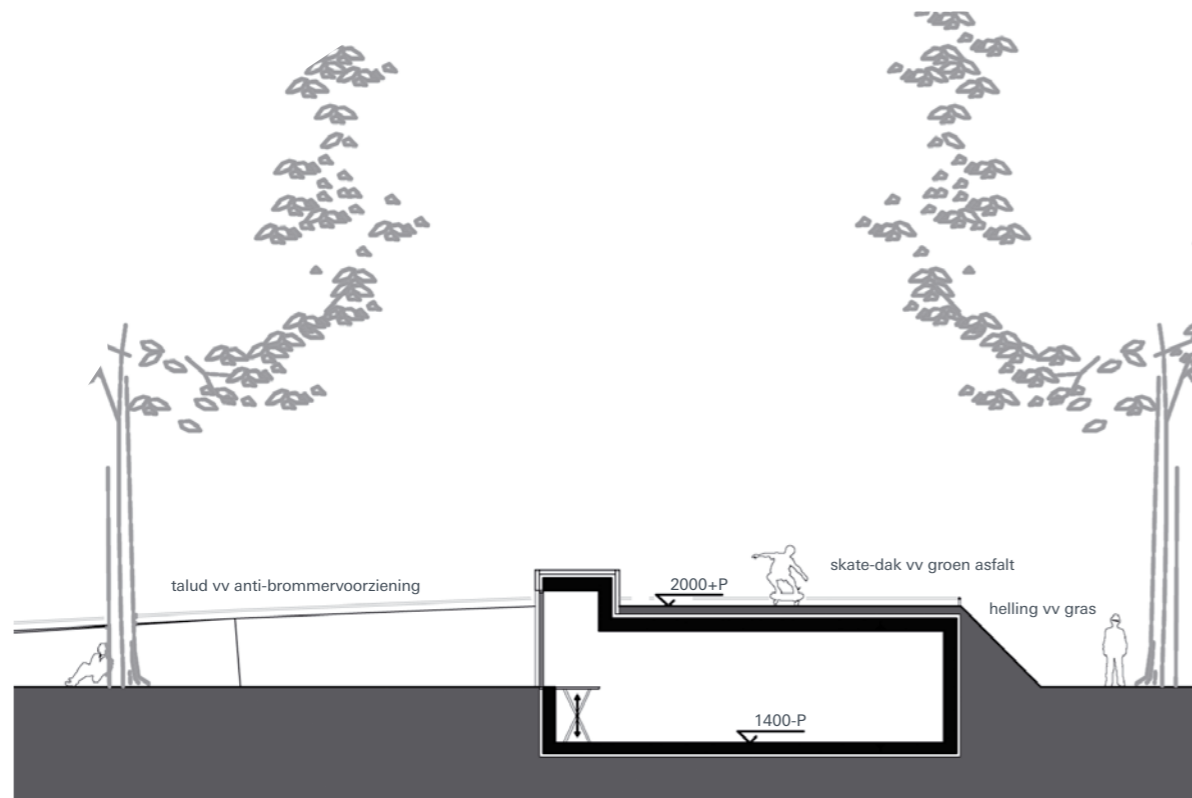 skate-dak vv groen asfalt
talud vv anti-brommervoorziening
2000+P
helling vv gras
1400-P